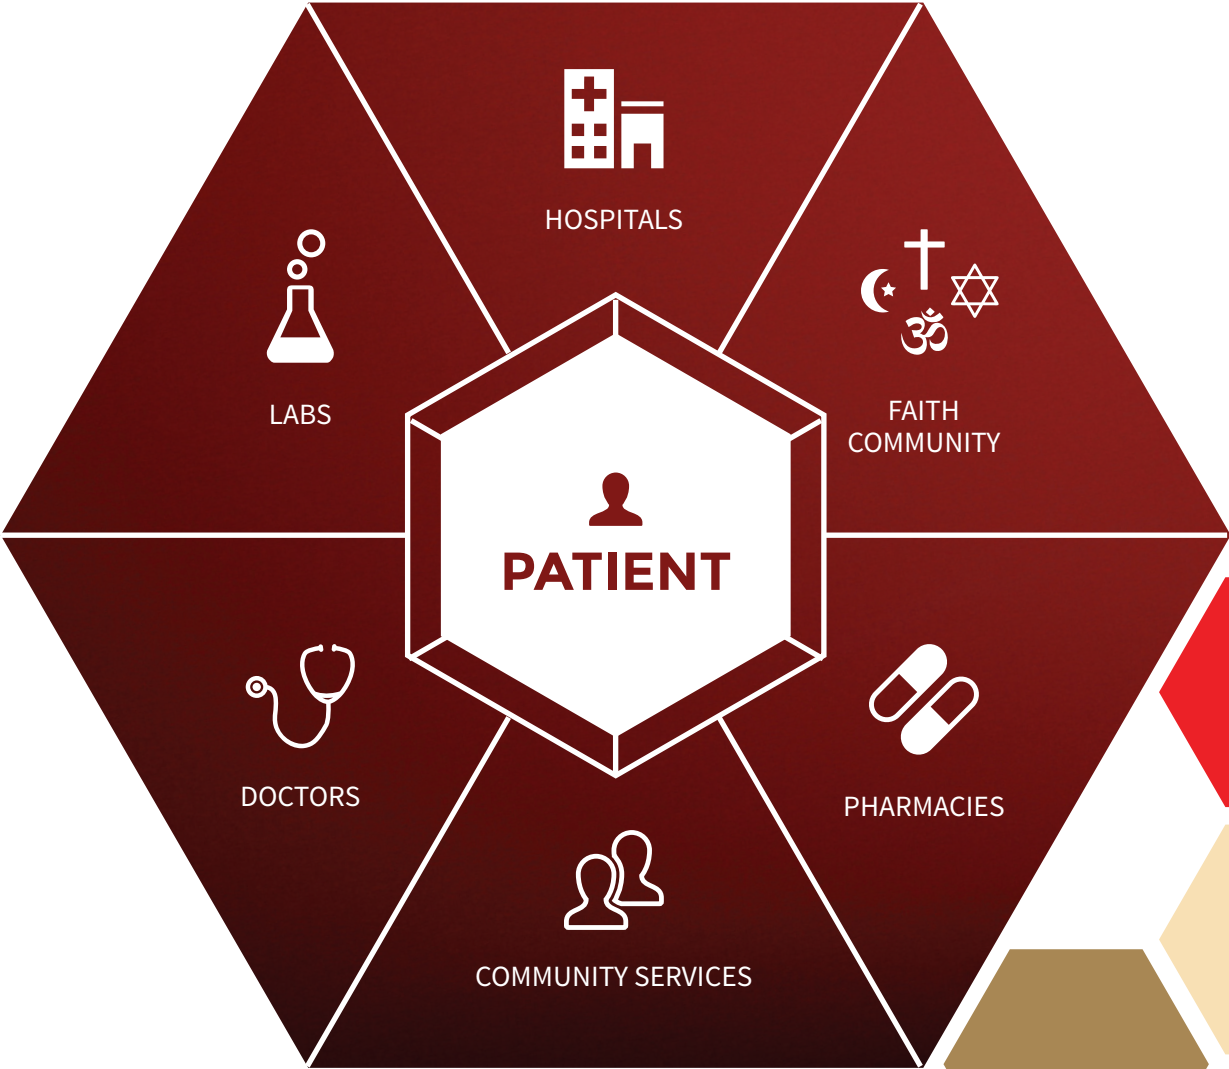 HOSPITALS
LABS
FAITH
COMMUNITY
PATIENT
DOCTORS
PHARMACIES
COMMUNITY SERVICES